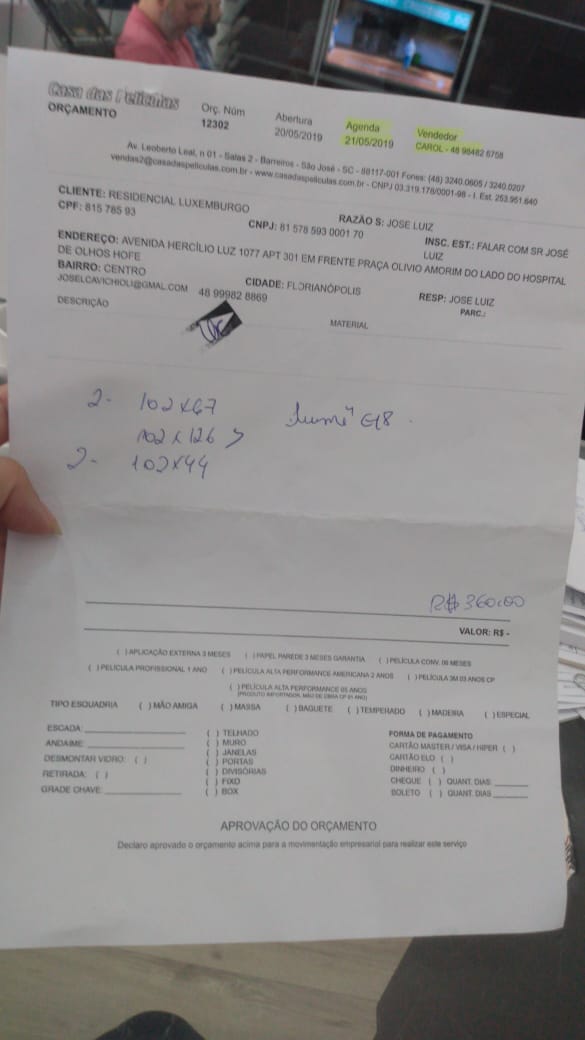 Casa das Peliculas
ORÇAMENTO
Orç. Núm
12302
Abertura
20/05/2019
Agenda
21/05/2019
Vendedor
CAROL - 48 98482 6758
Av. Leoberto Leal, n 01 - Salas 2 - Barreiros - São José - SC - 88117-001 Fones: (48) 3240.0605 / 3240.0207
vendas2@casadaspeliculas.com.br - www.casadaspeliculas.com.br - CNPJ 03.319.178/0001-98 - I. Est. 253.951.640
CLIENTE: RESIDENCIAL LUXEMBURGO
RAZÃO S: JOSE LUIZ
CPF: 815 785 93
CNPJ: 81 578 593 0001 70
INSC. EST.: FALAR COM SR JOSÉ LUIZ
ENDEREÇO: AVENIDA HERCÍLIO LUZ 1077 APT 301 EM FRENTE PRAÇA OLIVIO AMORIM DO LADO DO HOSPITAL
DE OLHOS HOFE
BAIRRO: CENTRO
CIDADE: FLORIANÓPOLIS
RESP: JOSE LUIZ
JOSELCAVICHIOLI@GMAL.COM 48 99982 8869
PARC.:
DESCRIÇÃO
MATERIAL
2- 102x67
102x126 >
2- 102x44
R$ 360,00
VALOR: R$ -
( ) APLICAÇÃO EXTERNA 3 MESES ( ) PAPEL PAREDE 3 MESES GARANTIA ( ) PELÍCULA CONV. 06 MESES
( ) PELÍCULA PROFISSIONAL 1 ANO ( ) PELÍCULA ALTA PERFORMANCE AMERICANA 2 ANOS ( ) PELÍCULA 3M 03 ANOS CP
( ) PELÍCULA ALTA PERFORMANCE 05 ANOS
TIPO ESQUADRIA ( ) MÃO AMIGA ( ) MASSA ( ) BAGUETE ( ) TEMPERADO ( ) MADEIRA ( ) ESPECIAL
ESCADA:
ANDAIME:
DESMONTAR VIDRO: ( )
RETIRADA: ( )
GRADE CHAVE:
( ) TELHADO
( ) MURO
( ) JANELAS
( ) PORTAS
( ) DIVISÓRIAS
( ) FIXO
( ) BOX
FORMA DE PAGAMENTO
CARTÃO MASTER / VISA / HIPER ( )
CARTÃO ELO ( )
DINHEIRO ( )
CHEQUE ( ) QUANT. DIAS:
BOLETO ( ) QUANT. DIAS
APROVAÇÃO DO ORÇAMENTO
Declaro aprovado o orçamento acima para a movimentação empresarial para realizar este serviço